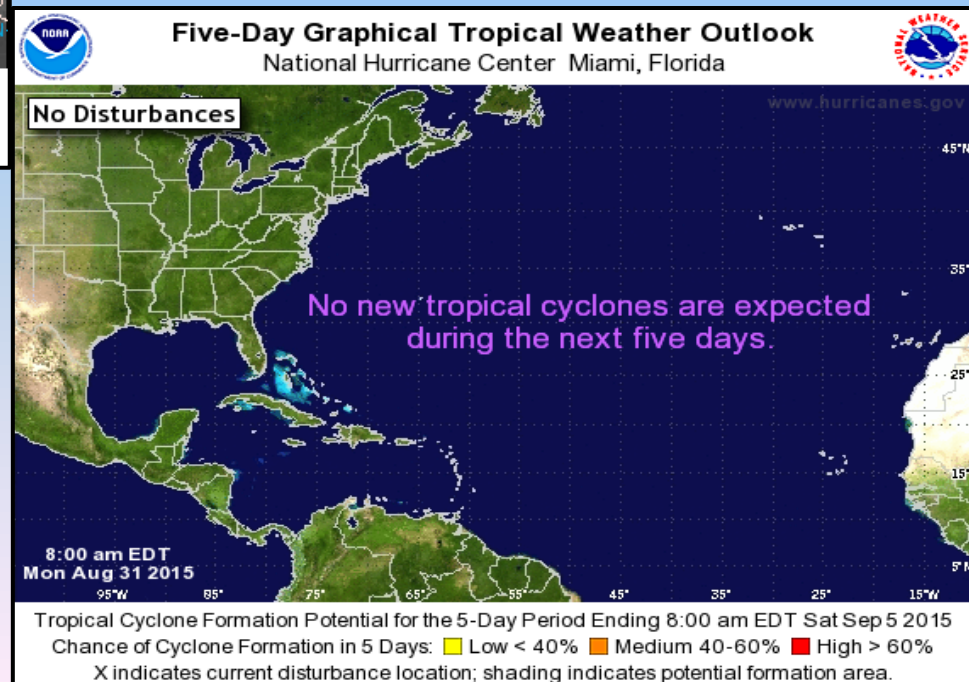 Five-Day Graphical Tropical Weather Outlook
National Hurricane Center Miami, Florida
NOAA
No Disturbances
www.hurricanes.gov
45°N
35°
No new tropical cyclones are expected
during the next five days.
25°
15°
8:00 am EDT
Mon Aug 31 2015
5°N
95°W 85° 75° 65° 55° 45° 35° 25° 15°W
Tropical Cyclone Formation Potential for the 5-Day Period Ending 8:00 am EDT Sat Sep 5 2015
Chance of Cyclone Formation in 5 Days: Low < 40% Medium 40-60% High > 60%
X indicates current disturbance location; shading indicates potential formation area.